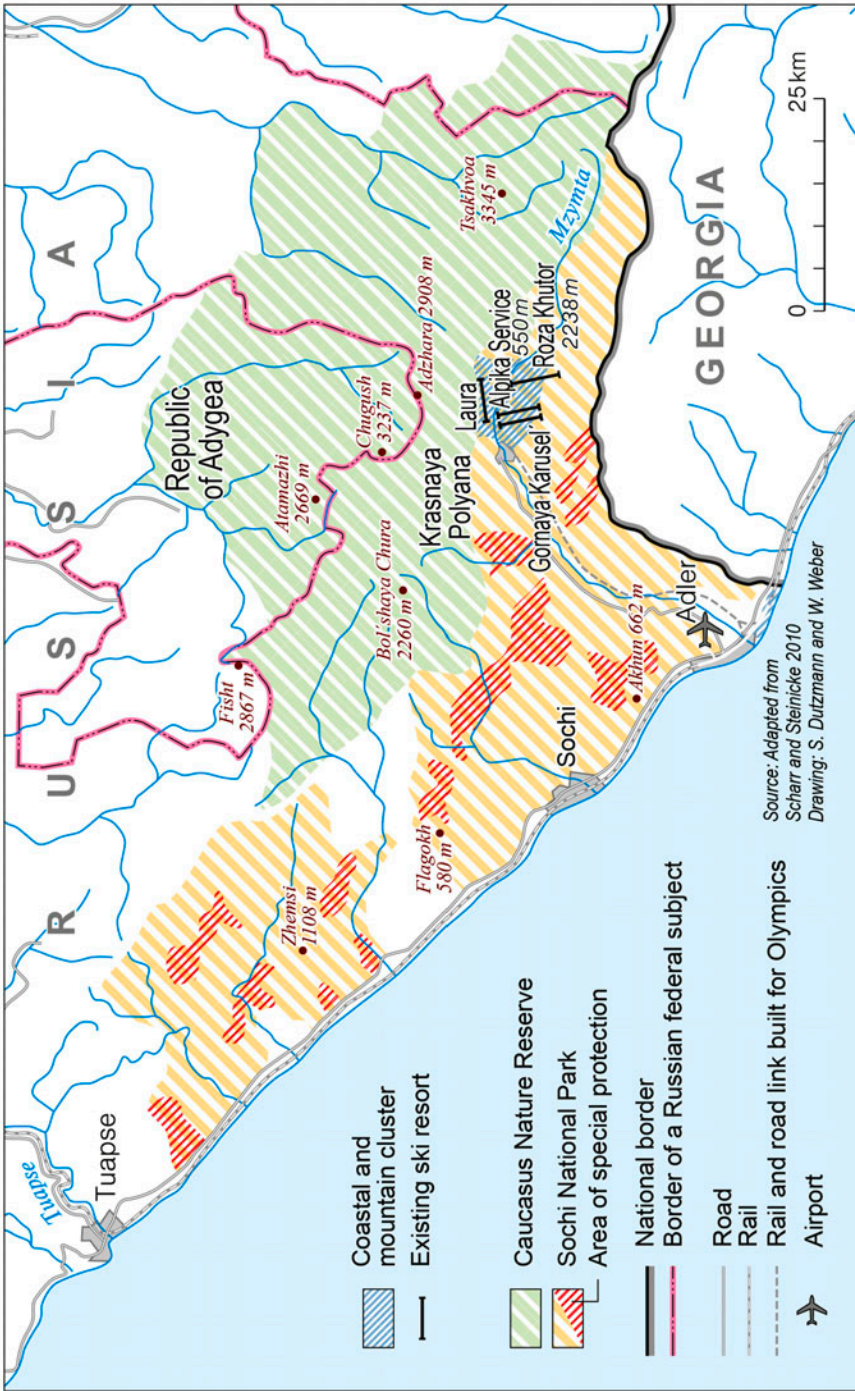 R U S S I A
Tuapse
Tuapse
Zhemsi
1108 m
Fisht
2867 m
Republic
of Adygea
Atamazhi
2669 m
Chugush
3237 m
Adzhara 2908 m
Bol'shaya Chura
2260 m
Flagokh
580 m
Krasnaya
Polyana
Laura
Alpika Service
550 m
Roza Khutor
2238 m
Gornaya Karusel
Tsakhvoa
3345 m
Mzymta
Sochi
Akhun 662 m
Adler
GEORGIA
0
25 km
Coastal and
mountain cluster
Existing ski resort
Caucasus Nature Reserve
Sochi National Park
Area of special protection
National border
Border of a Russian federal subject
Road
Rail
Rail and road link built for Olympics
Airport
Source: Adapted from
Scharr and Steinicke 2010
Drawing: S. Dutzmann and W. Weber